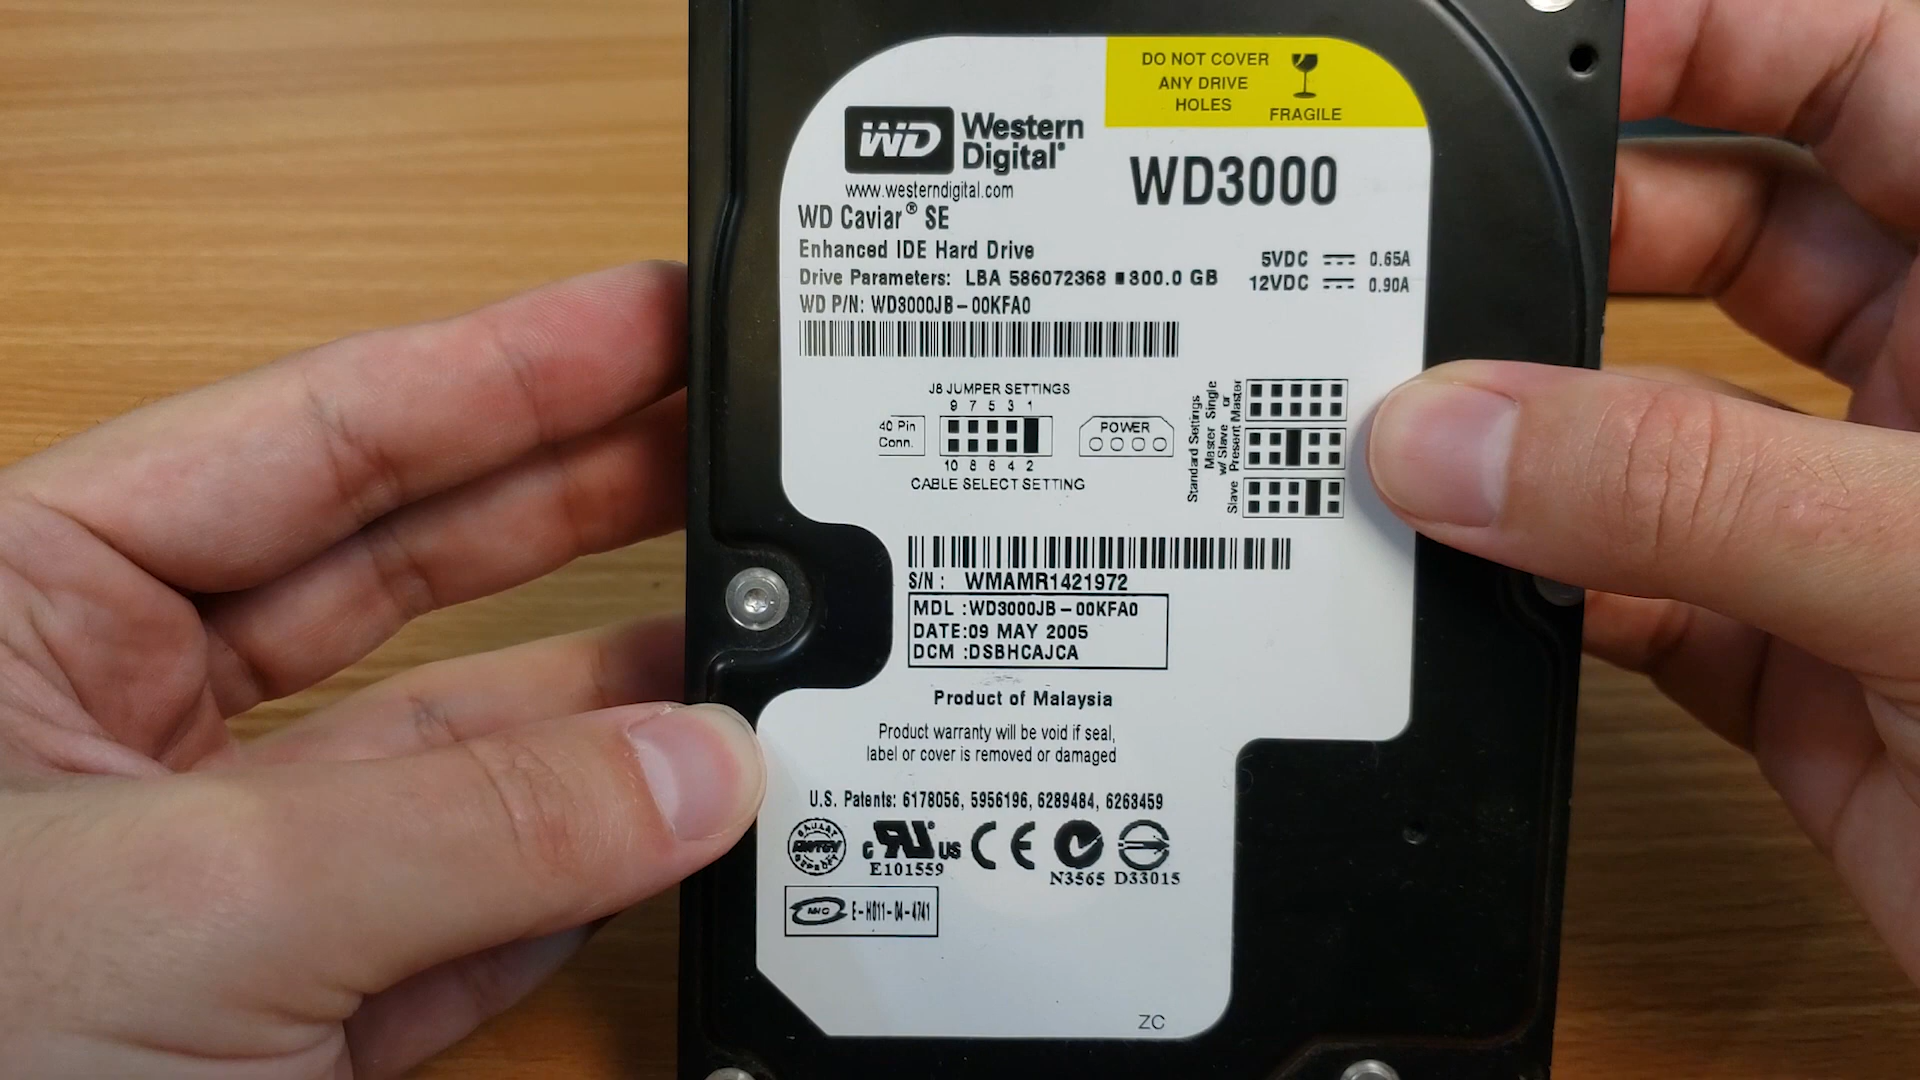 DO NOT COVER
ANY DRIVE
HOLES
FRAGILE
WD Western
Digital®
www.westerndigital.com
WD3000
WD Caviar® SE
Enhanced IDE Hard Drive
Drive Parameters: LBA 586072368 ■ 300.0 GB
WD P/N: WD3000JB-00KFA0
5VDC ⎓ 0.65A
12VDC ⎓ 0.90A
J8 JUMPER SETTINGS
9 7 5 3 1
40 Pin
Conn.
10 8 6 4 2
CABLE SELECT SETTING
POWER
Standard Settings
Single
or
Master
Master
w/ Slave
Present
Slave
S/N: WMAMR1421972
MDL :WD3000JB-00KFA0
DATE:09 MAY 2005
DCM :DSBHCAJCA
Product of Malaysia
Product warranty will be void if seal,
label or cover is removed or damaged
U.S. Patents: 6178056, 5956196, 6289484, 6268459
c RU® US
E101559
CE
N3565
D33015
MIC
E-H011-04-4741
ZC